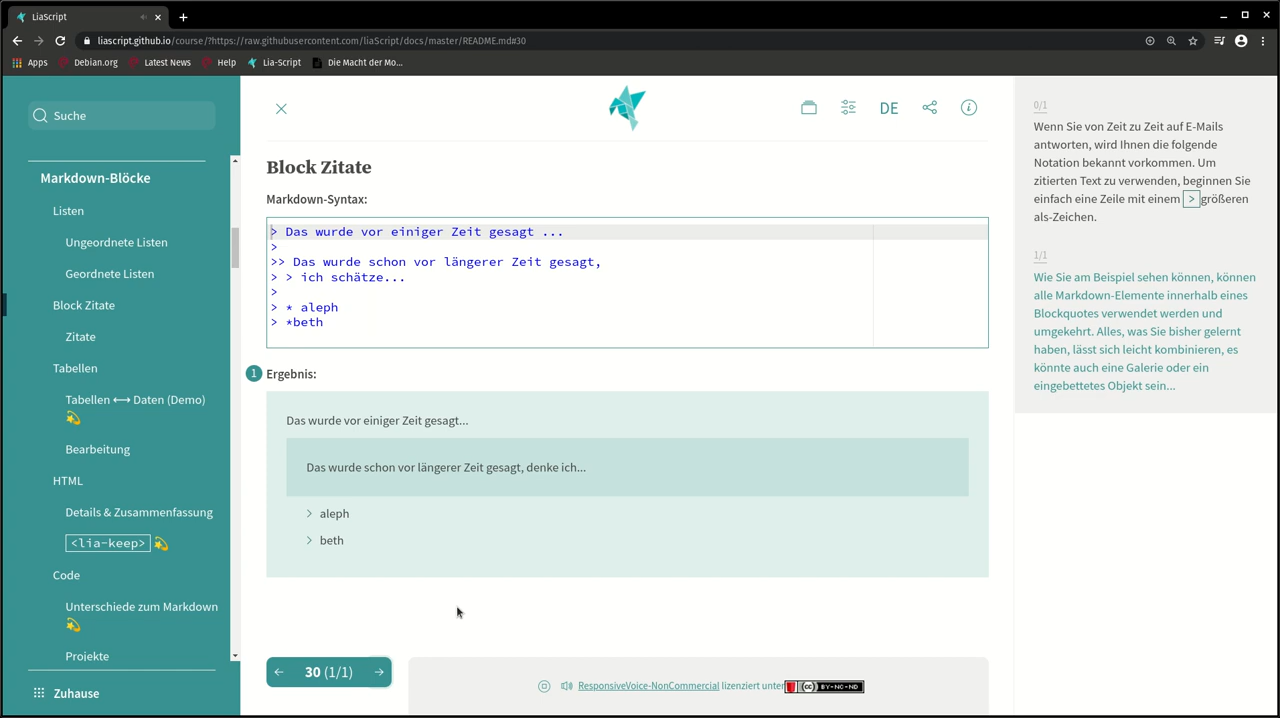 LiaScript
liascript.github.io/course/?https://raw.githubusercontent.com/liaScript/docs/master/README.md#30
Apps
Debian.org
Latest News
Help
Lia-Script
Die Macht der Mo...
Suche
Markdown-Blöcke
Listen
Ungeordnete Listen
Geordnete Listen
Block Zitate
Zitate
Tabellen
Tabellen ⟷ Daten (Demo)
Bearbeitung
HTML
Details & Zusammenfassung
<lia-keep>
Code
Unterschiede zum Markdown
Projekte
Zuhause
DE
Block Zitate
Markdown-Syntax:
> Das wurde vor einiger Zeit gesagt ...
>
>> Das wurde schon vor längerer Zeit gesagt,
> > ich schätze...
>
> * aleph
> *beth
1 Ergebnis:
Das wurde vor einiger Zeit gesagt...
Das wurde schon vor längerer Zeit gesagt, denke ich...
> aleph
> beth
30 (1/1)
ResponsiveVoice-NonCommercial lizenziert unter
cc BY-NC-ND
0/1
Wenn Sie von Zeit zu Zeit auf E-Mails
antworten, wird Ihnen die folgende
Notation bekannt vorkommen. Um
zitierten Text zu verwenden, beginnen Sie
einfach eine Zeile mit einem > größeren
als-Zeichen.
1/1
Wie Sie am Beispiel sehen können, können
alle Markdown-Elemente innerhalb eines
Blockquotes verwendet werden und
umgekehrt. Alles, was Sie bisher gelernt
haben, lässt sich leicht kombinieren, es
könnte auch eine Galerie oder ein
eingebettetes Objekt sein...